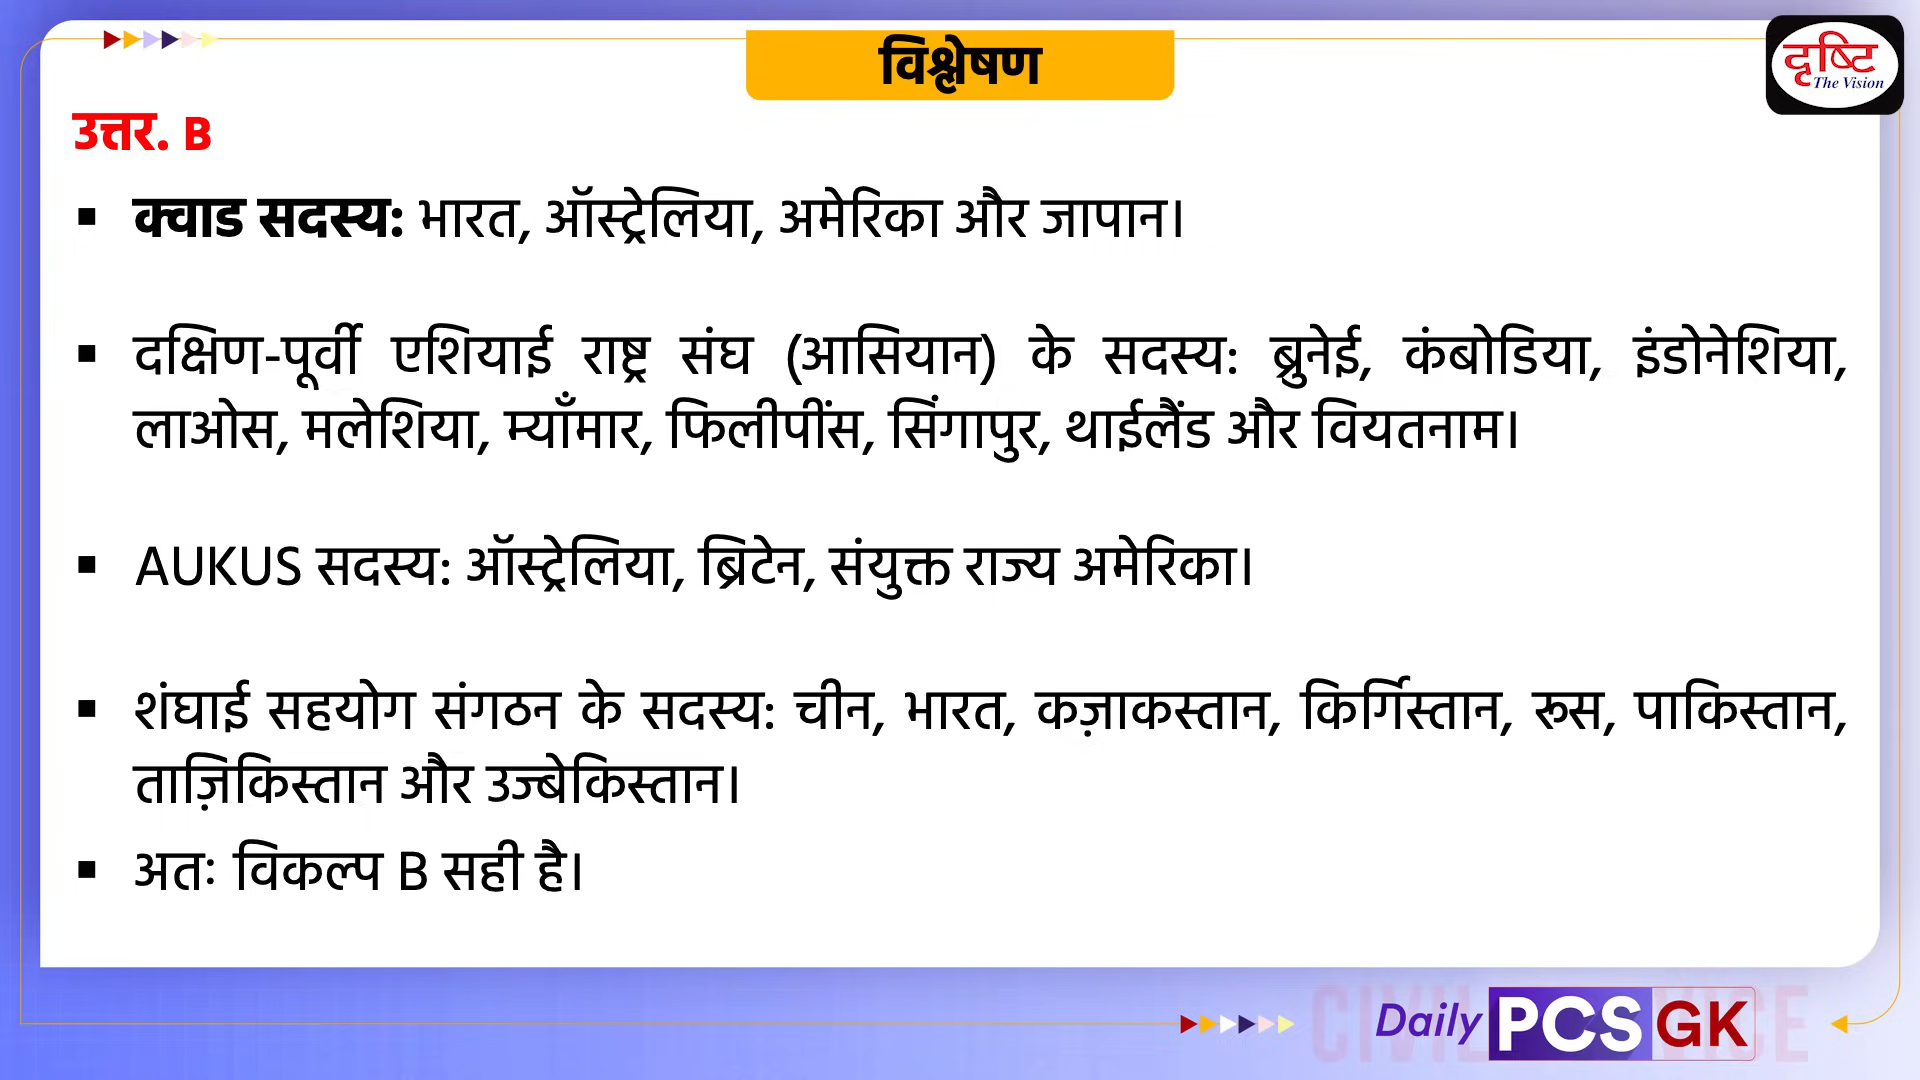 विश्लेषण
दृष्टि
The Vision
उत्तर. B
▪ क्वाड सदस्य: भारत, ऑस्ट्रेलिया, अमेरिका और जापान।
▪ दक्षिण-पूर्वी एशियाई राष्ट्र संघ (आसियान) के सदस्य: ब्रुनेई, कंबोडिया, इंडोनेशिया,
लाओस, मलेशिया, म्याँमार, फिलीपींस, सिंगापुर, थाईलैंड और वियतनाम।
▪ AUKUS सदस्य: ऑस्ट्रेलिया, ब्रिटेन, संयुक्त राज्य अमेरिका।
▪ शंघाई सहयोग संगठन के सदस्य: चीन, भारत, कज़ाकस्तान, किर्गिस्तान, रूस, पाकिस्तान,
ताज़िकिस्तान और उज्बेकिस्तान।
▪ अतः विकल्प B सही है।
Daily PCS GK